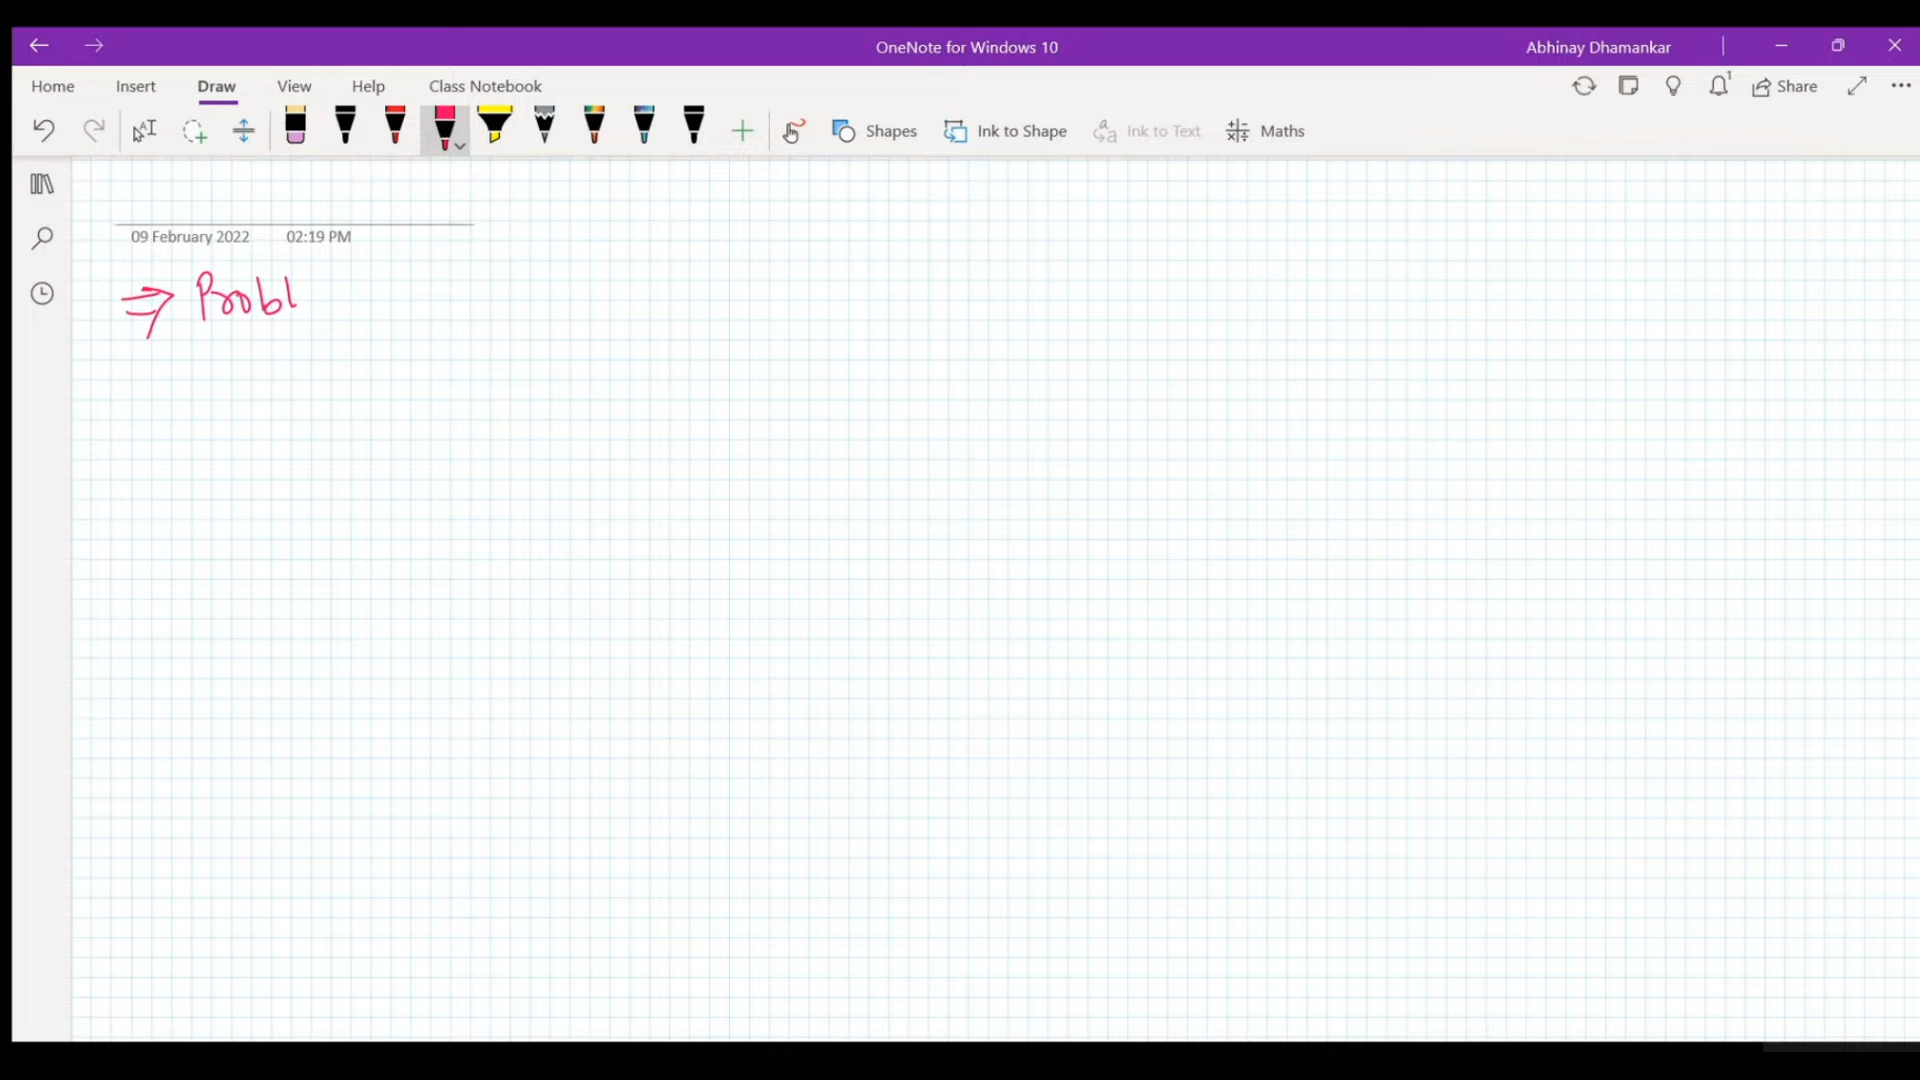 OneNote for Windows 10
Abhinay Dhamankar
Home Insert Draw View Help Class Notebook
1
Share
Shapes Ink to Shape Ink to Text Maths
09 February 2022 02:19 PM
⇒ Probl